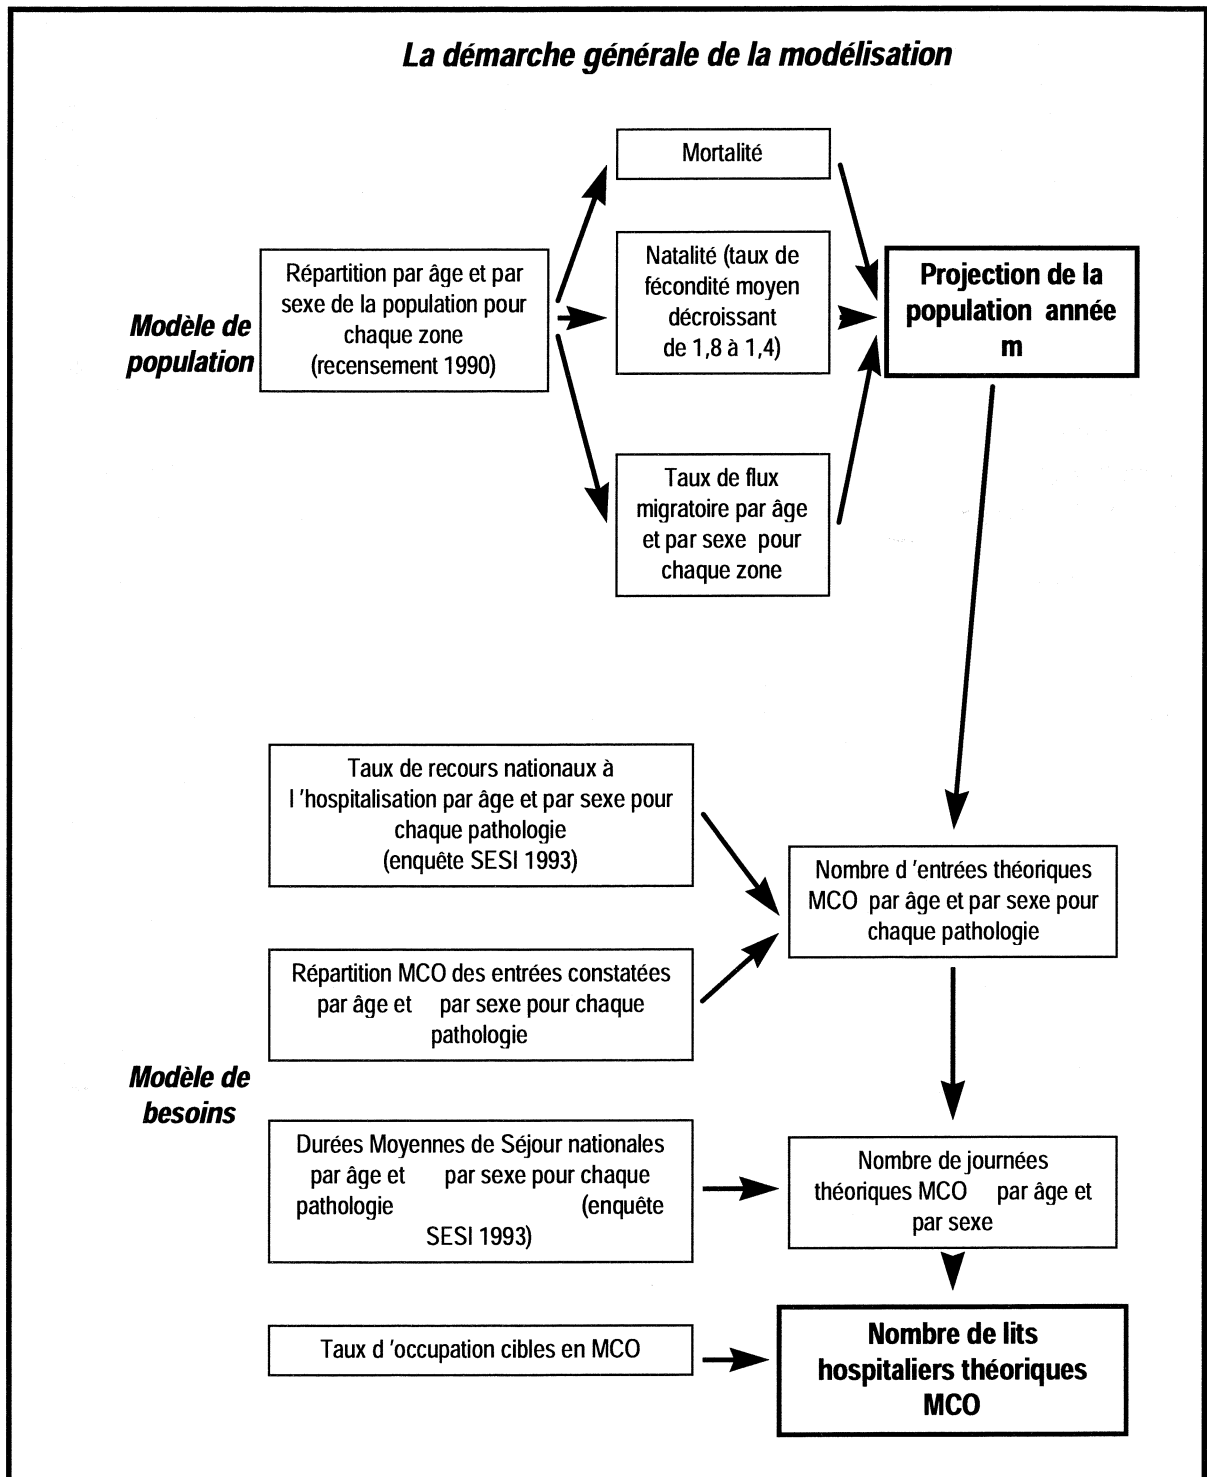 La démarche générale de la modélisation
Mortalité
Répartition par âge et par
sexe de la population pour
chaque zone
(recensement 1990)
Natalité (taux de
fécondité moyen
décroissant
de 1,8 à 1,4)
Projection de la
population année
m
Modèle de
population
Taux de flux
migratoire par âge
et par sexe pour
chaque zone
Taux de recours nationaux à
l 'hospitalisation par âge et par sexe pour
chaque pathologie
(enquête SESI 1993)
Nombre d 'entrées théoriques
MCO par âge et par sexe pour
chaque pathologie
Répartition MCO des entrées constatées
par âge et par sexe pour chaque
pathologie
Modèle de
besoins
Durées Moyennes de Séjour nationales
par âge et par sexe pour chaque
pathologie (enquête
SESI 1993)
Nombre de journées
théoriques MCO par âge et
par sexe
Taux d 'occupation cibles en MCO
Nombre de lits
hospitaliers théoriques
MCO